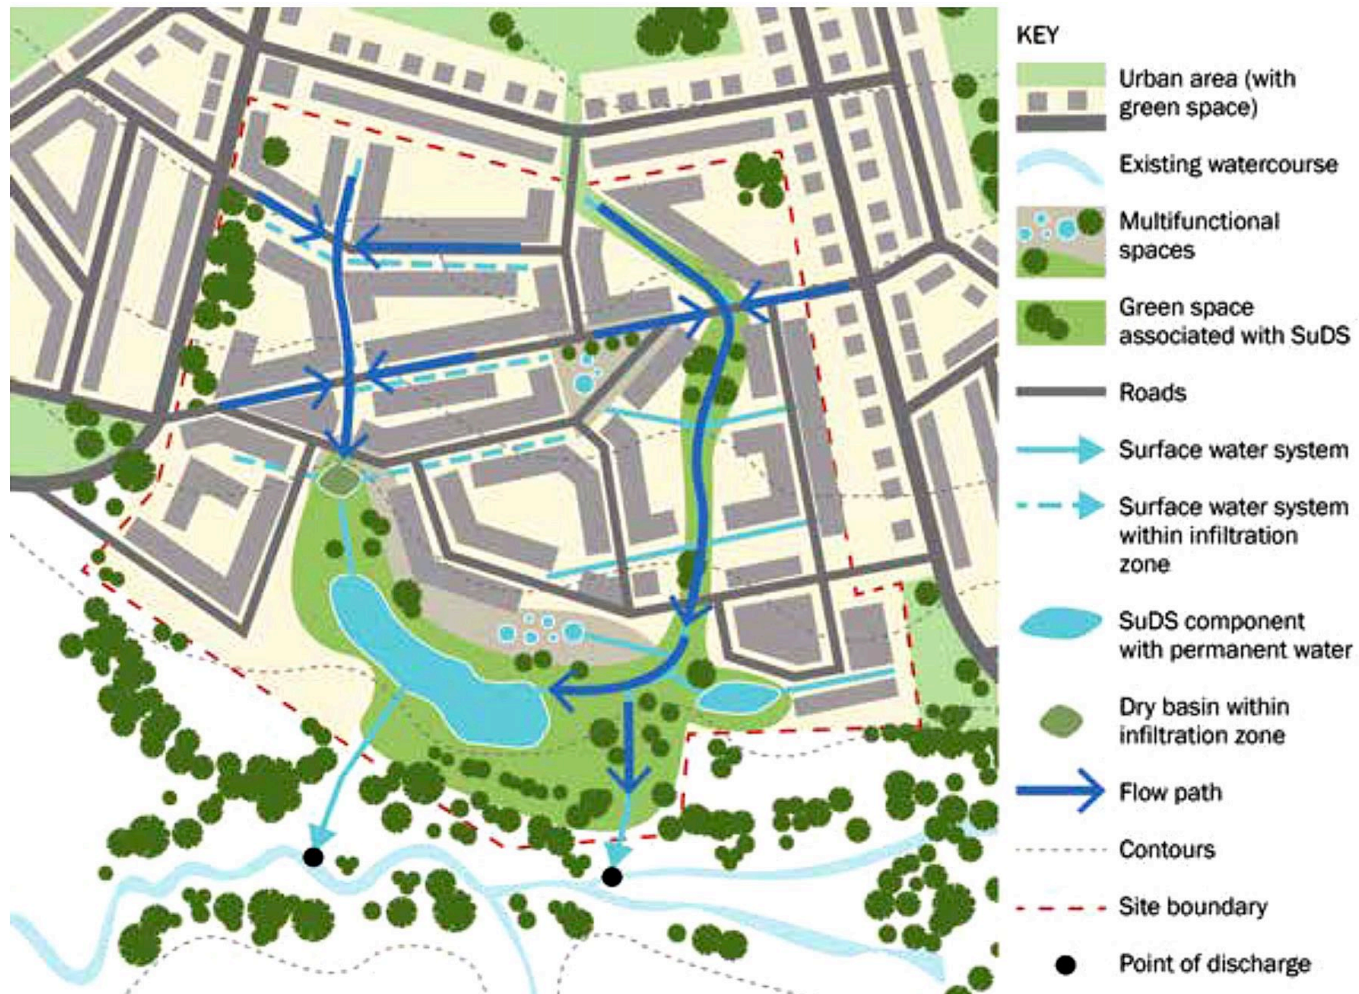 KEY
Urban area (with
green space)
Existing watercourse
Multifunctional
spaces
Green space
associated with SuDS
Roads
Surface water system
Surface water system
within infiltration
zone
SuDS component
with permanent water
Dry basin within
infiltration zone
Flow path
Contours
Site boundary
Point of discharge